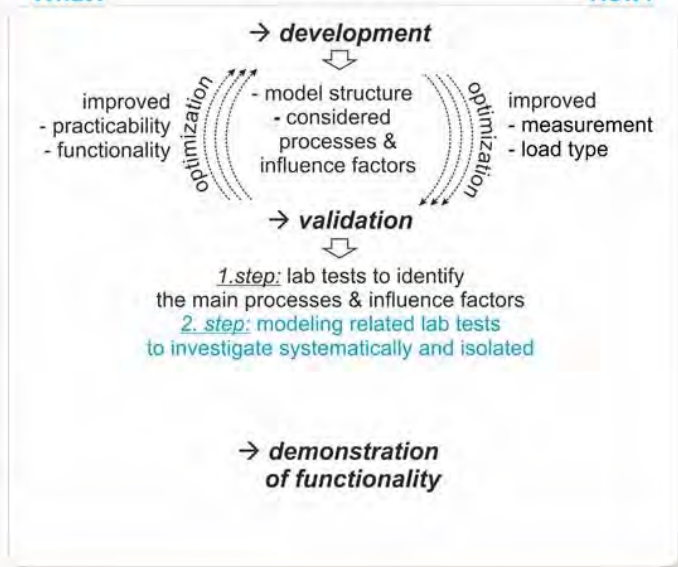 → development
improved
- practicability
- functionality
optimization
- model structure
- considered
processes &
influence factors
optimization
improved
- measurement
- load type
→ validation
1.step: lab tests to identify
the main processes & influence factors
2. step: modeling related lab tests
to investigate systematically and isolated
→ demonstration
of functionality